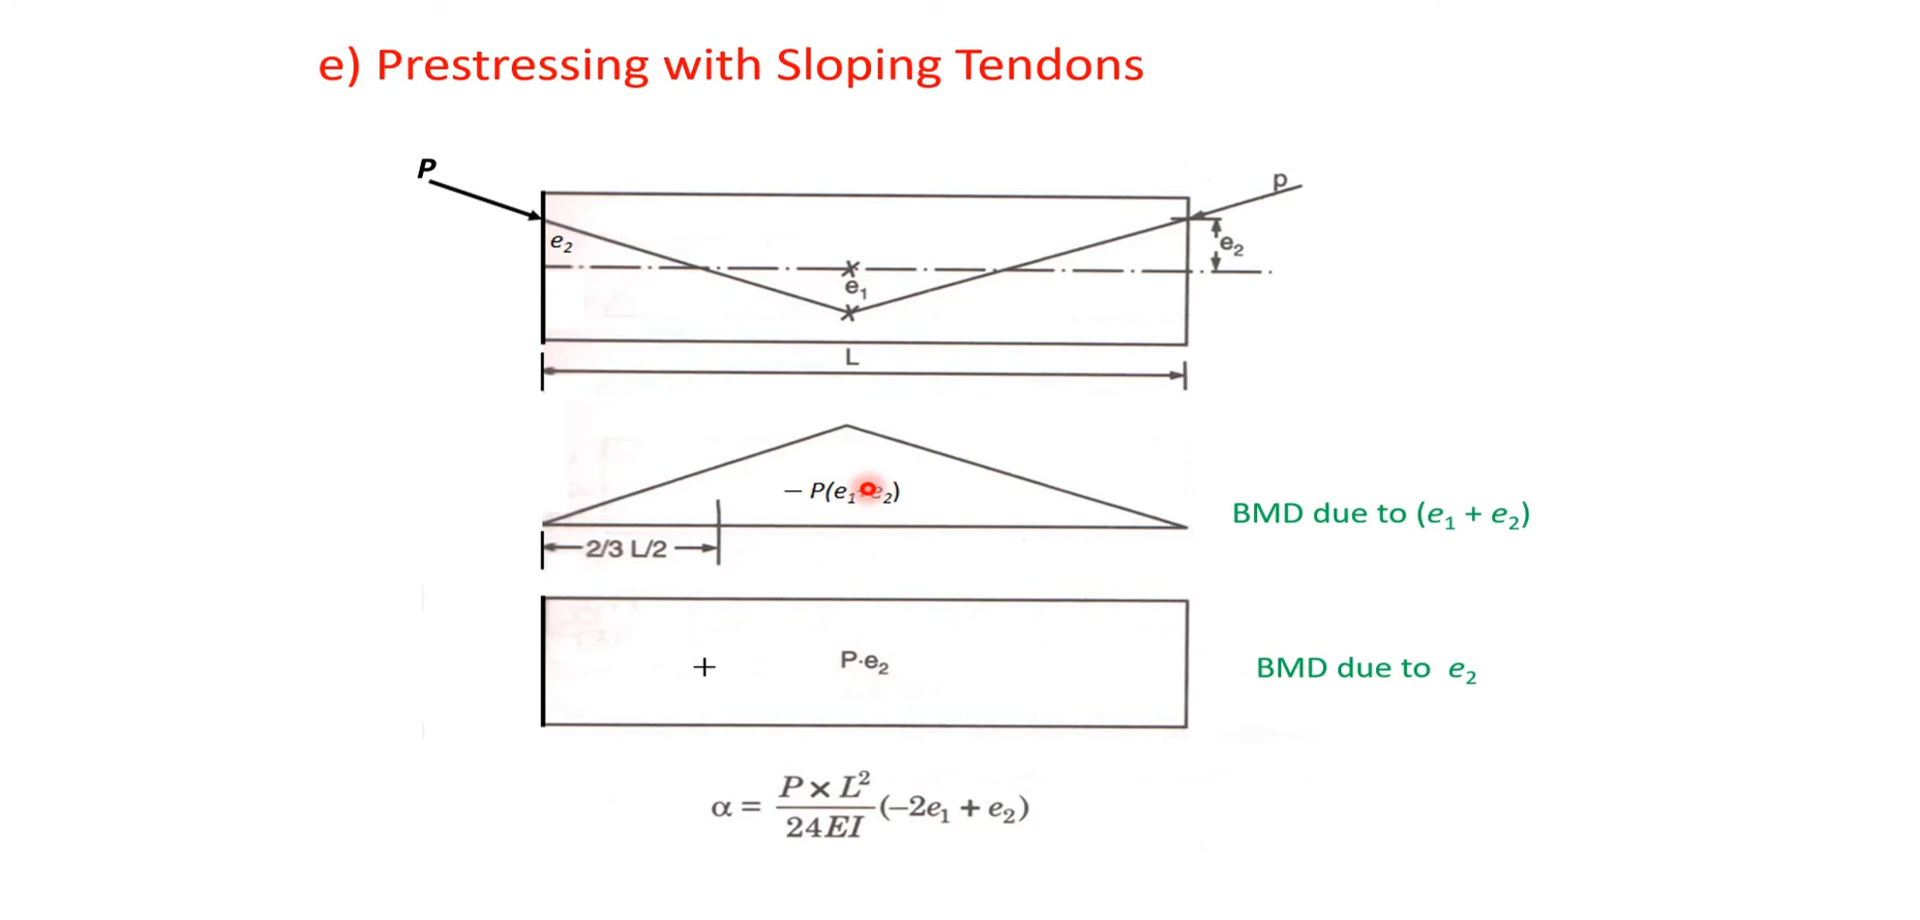 e) Prestressing with Sloping Tendons
P
p
e₂
e₂
e₁
L
– P(e₁ e₂)
BMD due to (e₁ + e₂)
2/3 L/2
+ P·e₂
BMD due to e₂
α = P × L² / 24EI (–2e₁ + e₂)